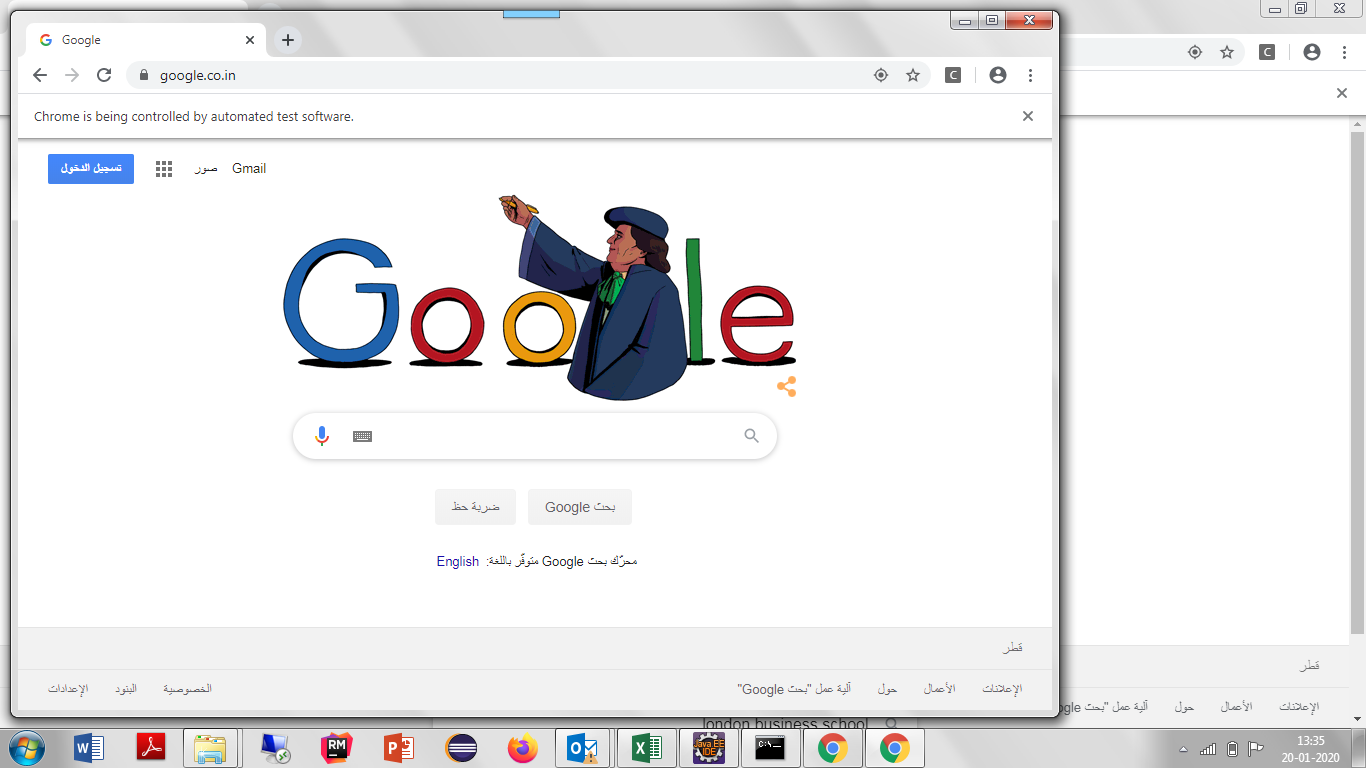 Google
google.co.in
C
C
Chrome is being controlled by automated test software.
تسجيل الدخول
صور
Gmail
Google
ضربة حظ
بحث Google
محرّك بحث Google متوفّر باللغة: English
قطر
قطر
الإعلانات
الأعمال
حول
آلية عمل "بحث Google"
الخصوصية
البنود
الإعدادات
الإعلانات
الأعمال
حول
آلية عمل "بحث
london business school
RM
Java EE
IDE
C:\
13:35
20-01-2020